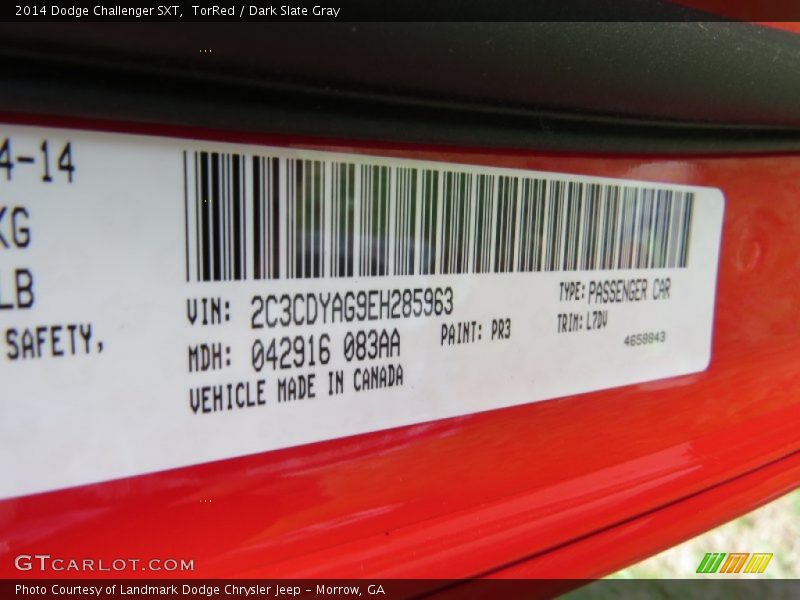 2014 Dodge Challenger SXT,  TorRed / Dark Slate Gray
4-14
KG
LB
SAFETY,
VIN: 2C3CDYAG9EH285963
MDH: 042916 083AA
PAINT: PR3
VEHICLE MADE IN CANADA
TYPE: PASSENGER CAR
TRIM: L7DV
4658843
GTCARLOT.COM
Photo Courtesy of Landmark Dodge Chrysler Jeep - Morrow, GA